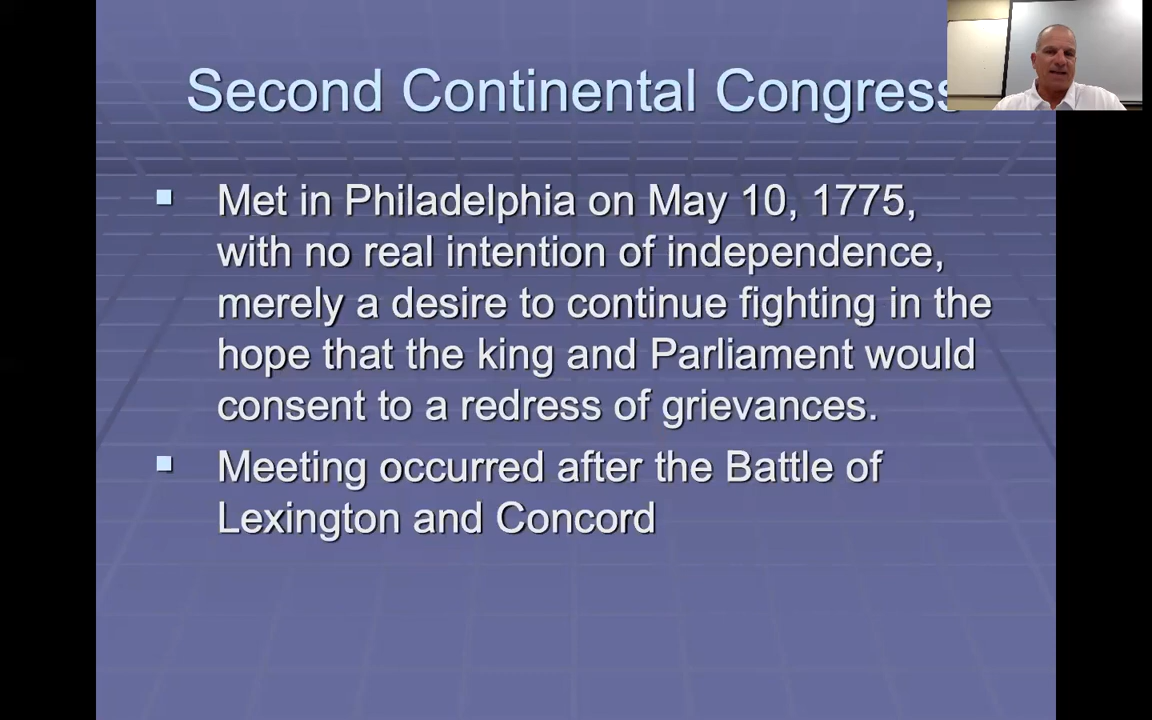 Second Continental Congress
Met in Philadelphia on May 10, 1775,
with no real intention of independence,
merely a desire to continue fighting in the
hope that the king and Parliament would
consent to a redress of grievances.
Meeting occurred after the Battle of
Lexington and Concord